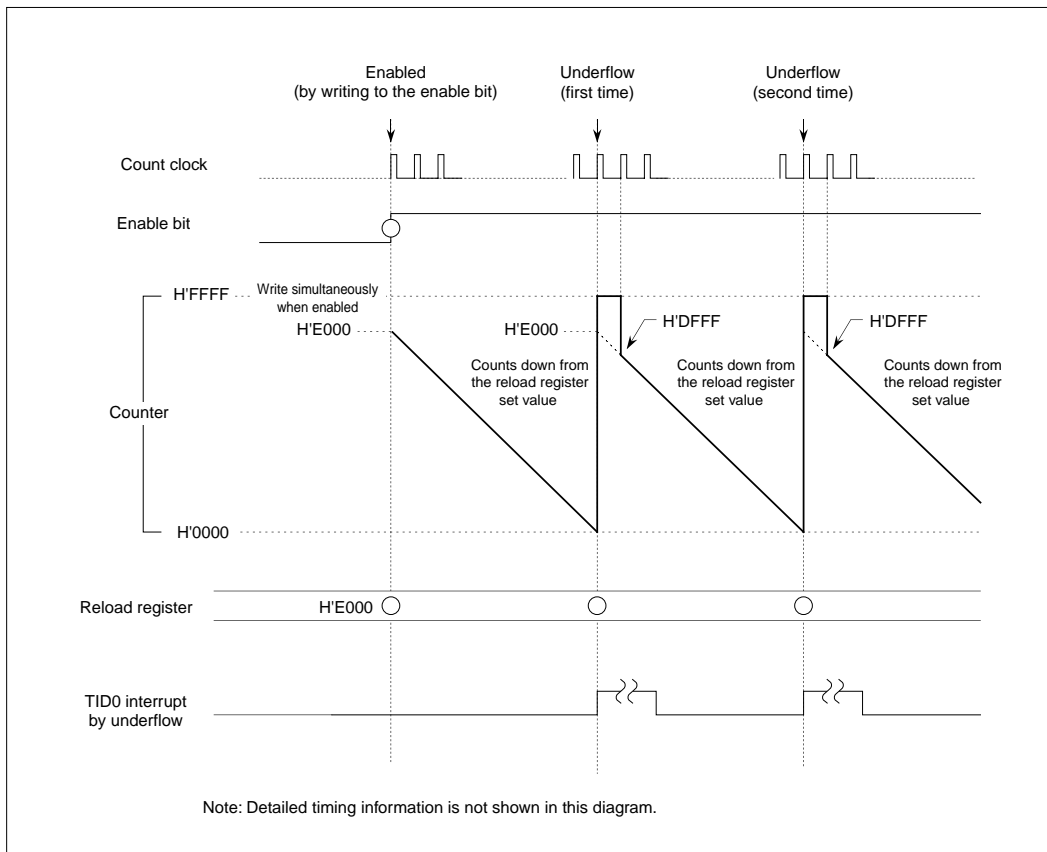 Enabled
(by writing to the enable bit)
Underflow
(first time)
Underflow
(second time)
Count clock
Enable bit
H'FFFF
Write simultaneously
when enabled
H'E000
H'E000
H'DFFF
H'DFFF
Counts down from
the reload register
set value
Counts down from
the reload register
set value
Counts down from
the reload register
set value
Counter
H'0000
Reload register
H'E000
TID0 interrupt
by underflow
Note: Detailed timing information is not shown in this diagram.